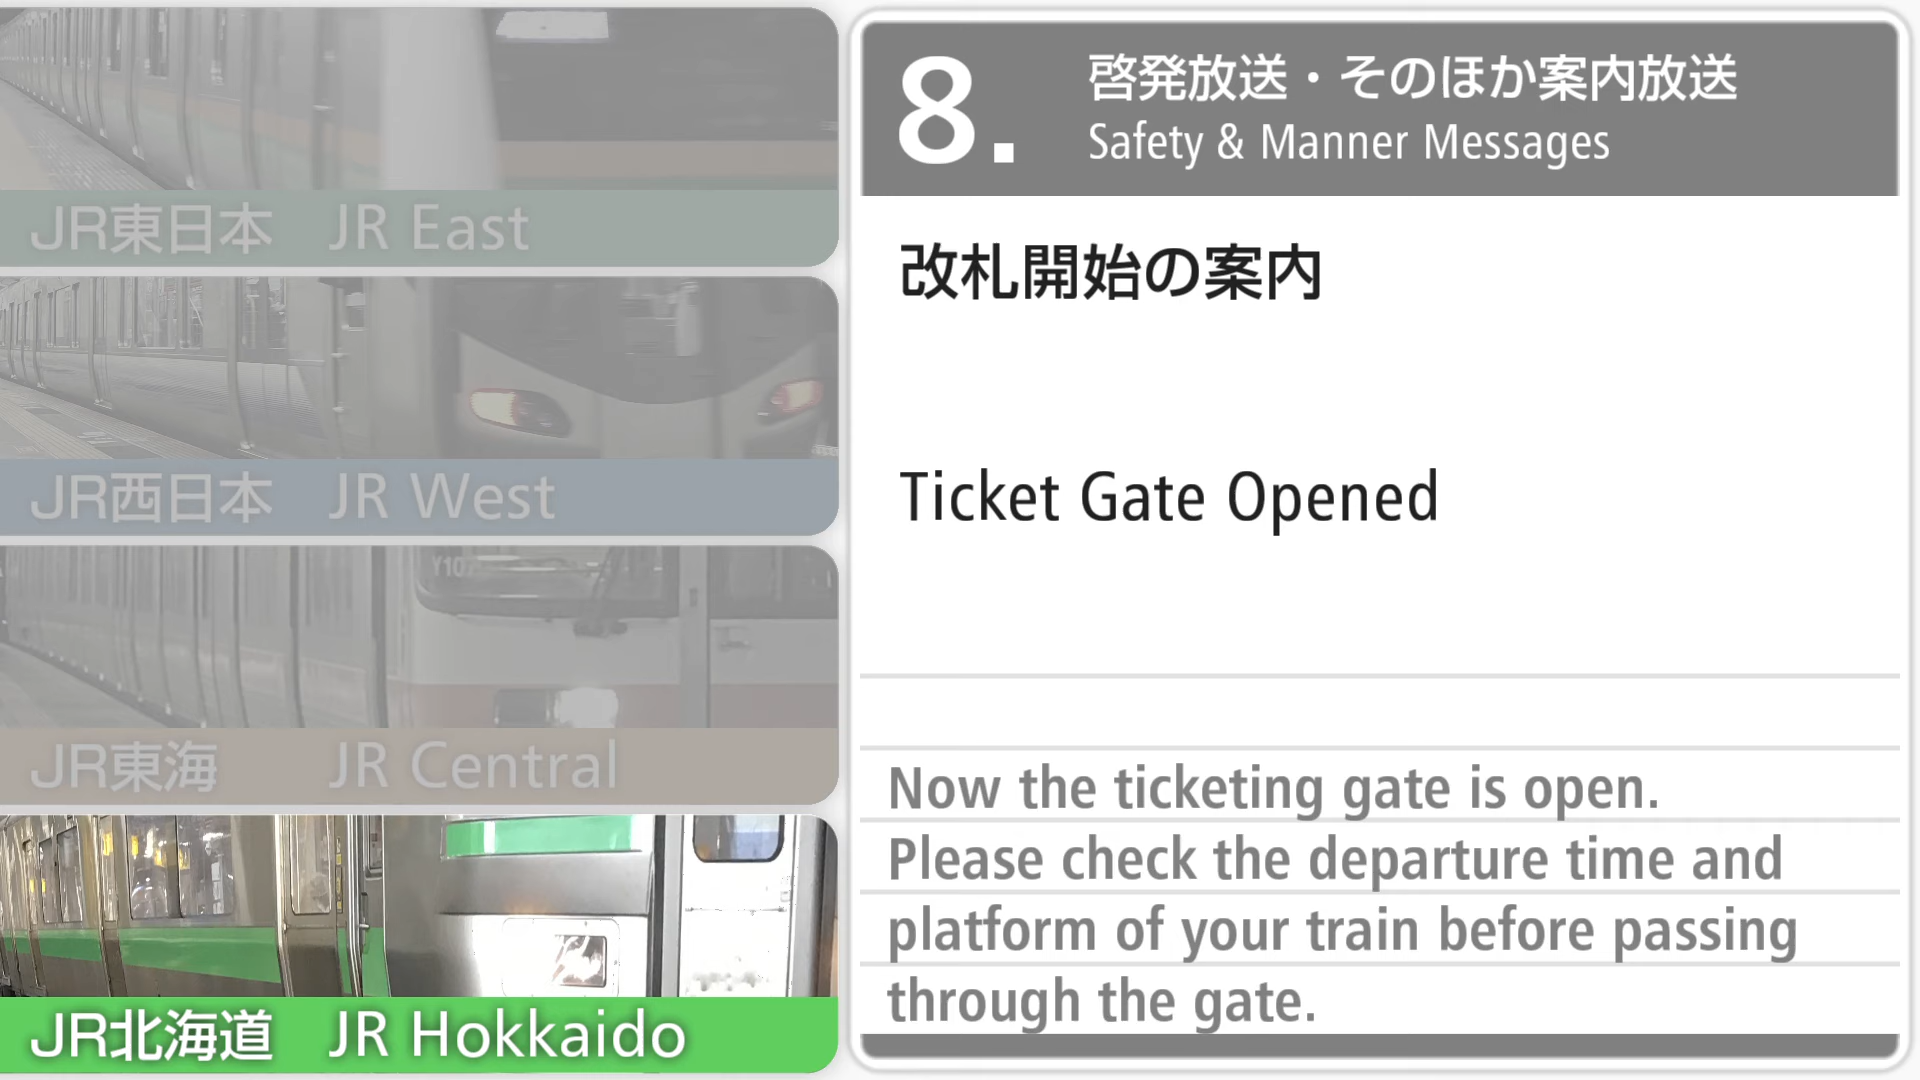 JR東日本 JR East
JR西日本 JR West
Y107
JR東海 JR Central
JR北海道 JR Hokkaido
8.
啓発放送・そのほか案内放送
Safety & Manner Messages
改札開始の案内
Ticket Gate Opened
Now the ticketing gate is open.
Please check the departure time and
platform of your train before passing
through the gate.